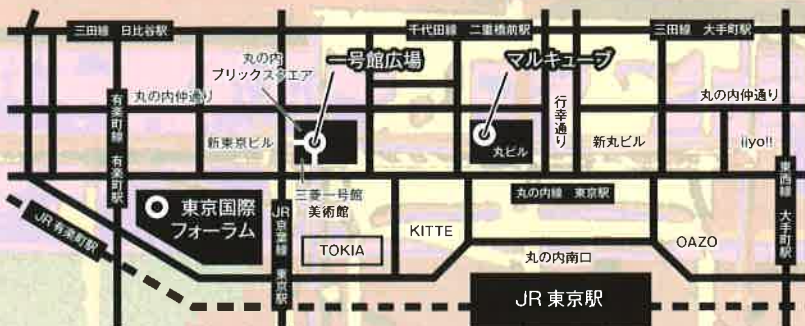 三田線 日比谷駅
千代田線 二重橋前駅
三田線 大手町駅
丸の内
ブリックスクエア
一号館広場
マルキューブ
有楽町線 有楽町駅
丸の内仲通り
行幸通り
丸の内仲通り
新東京ビル
丸ビル
新丸ビル
iiyo!!
東西線 大手町駅
三菱一号館
美術館
丸の内線 東京駅
東京国際
フォーラム
JR 有楽町駅
JR 京葉線 東京駅
TOKIA
KITTE
丸の内南口
OAZO
JR 東京駅